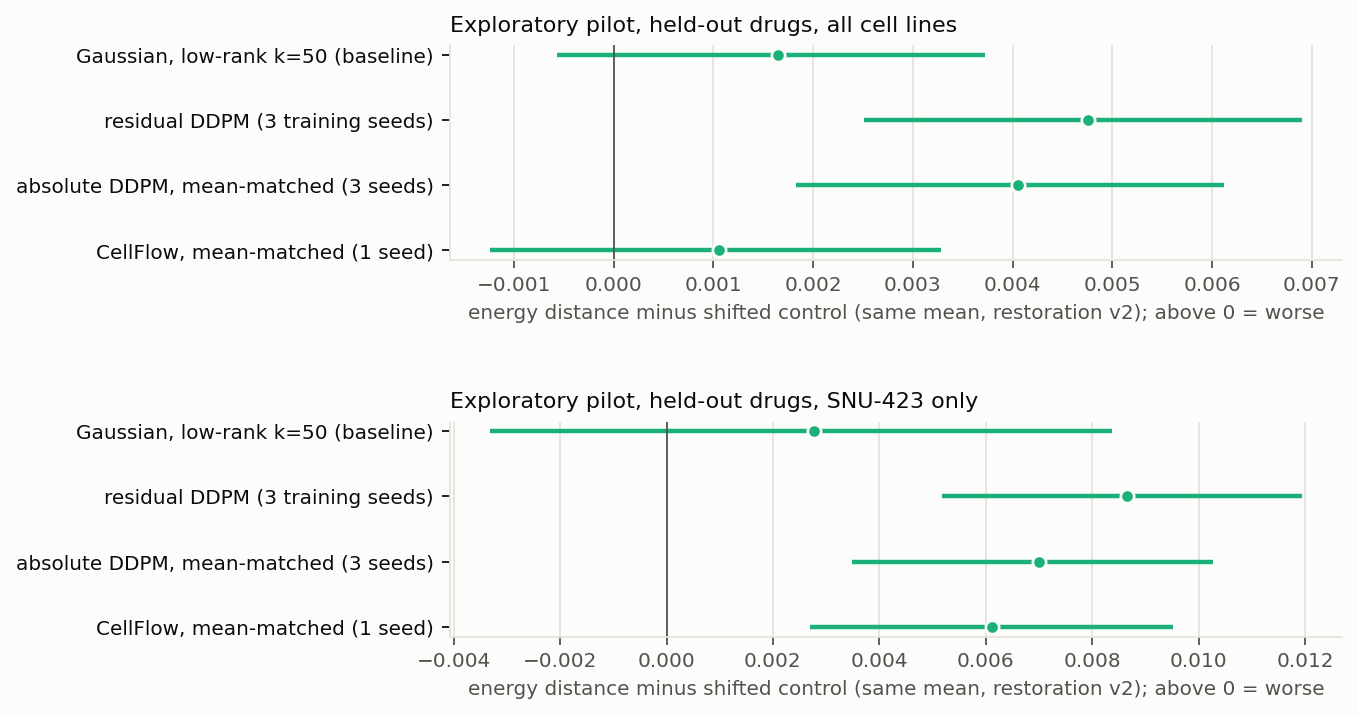 Exploratory pilot, held-out drugs, all cell lines
Gaussian, low-rank k=50 (baseline)
residual DDPM (3 training seeds)
absolute DDPM, mean-matched (3 seeds)
CellFlow, mean-matched (1 seed)
−0.001 0.000 0.001 0.002 0.003 0.004 0.005 0.006 0.007
energy distance minus shifted control (same mean, restoration v2); above 0 = worse
Exploratory pilot, held-out drugs, SNU-423 only
Gaussian, low-rank k=50 (baseline)
residual DDPM (3 training seeds)
absolute DDPM, mean-matched (3 seeds)
CellFlow, mean-matched (1 seed)
−0.004 −0.002 0.000 0.002 0.004 0.006 0.008 0.010 0.012
energy distance minus shifted control (same mean, restoration v2); above 0 = worse